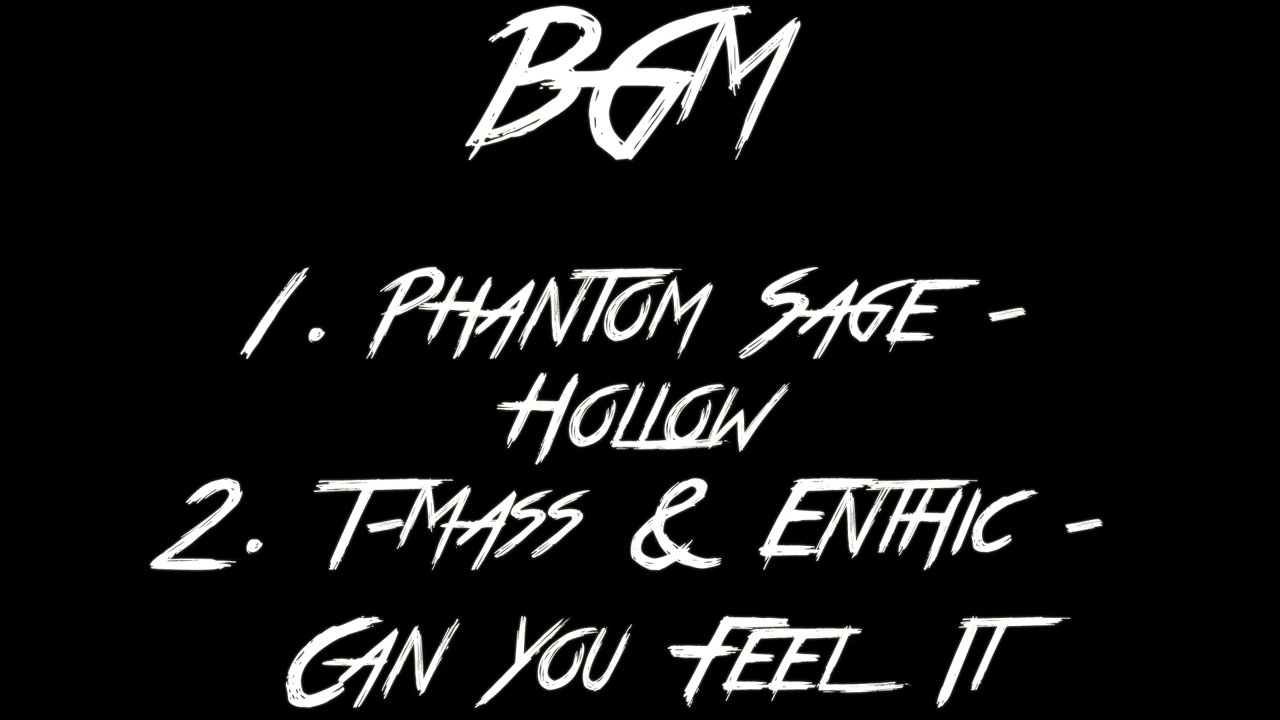 BGM
1. Phantom Sage -
Hollow
2. T-Mass & Enthic -
Can You Feel It